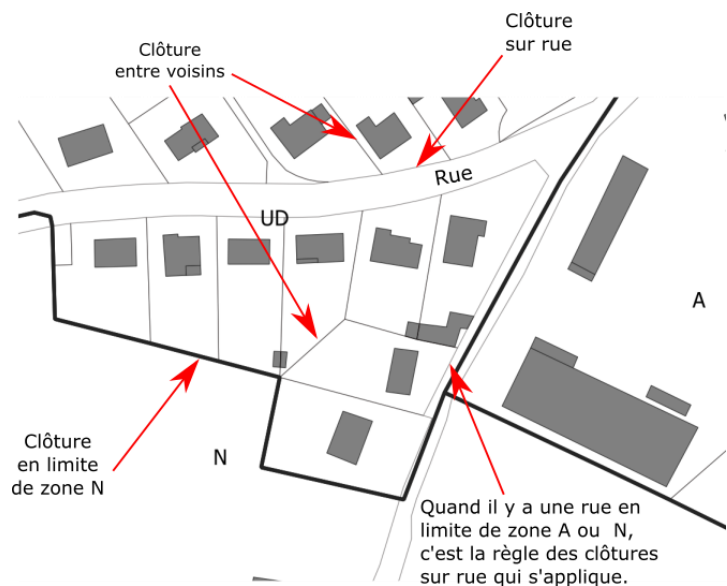 Clôture
sur rue
Clôture
entre voisins
Rue
UD
A
Clôture
en limite
de zone N
N
Quand il y a une rue en
limite de zone A ou N,
c'est la règle des clôtures
sur rue qui s'applique.